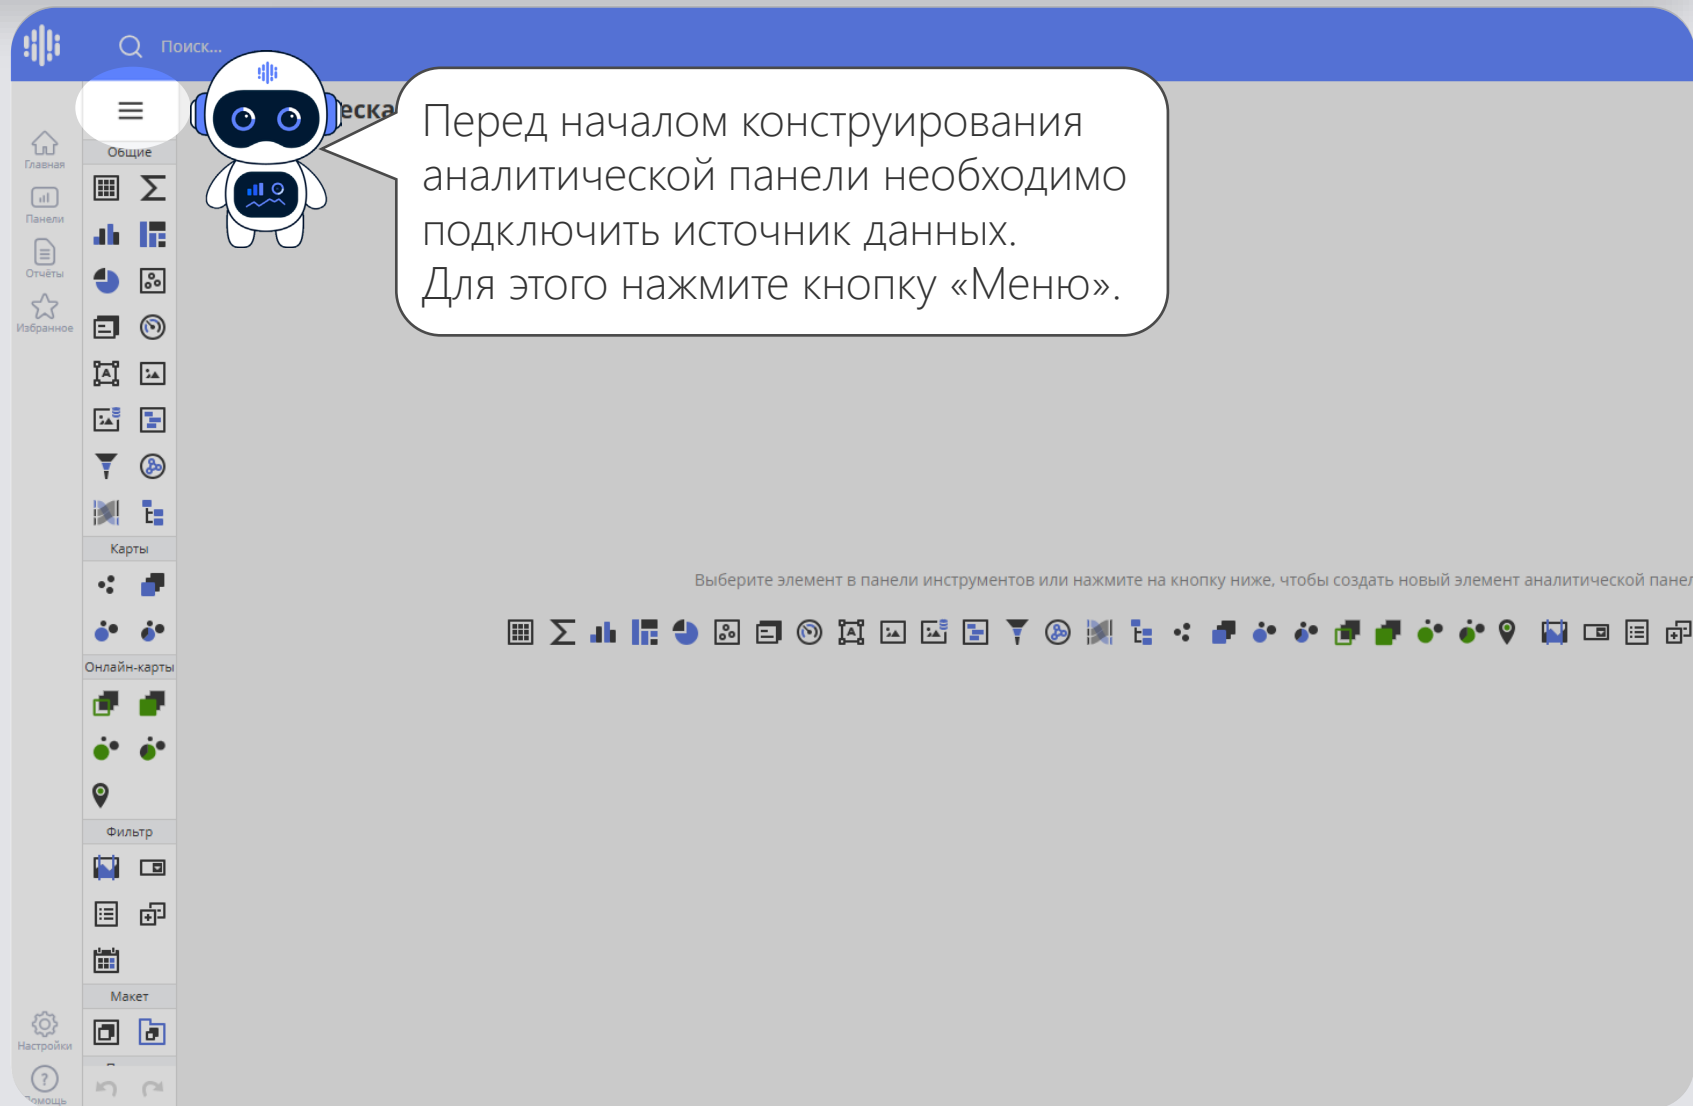 Поиск...
Перед началом конструирования
аналитической панели необходимо
подключить источник данных.
Для этого нажмите кнопку «Меню».
Главная
Панели
Отчёты
Избранное
Настройки
Помощь
Общие
Карты
Онлайн-карты
Фильтр
Макет
Выберите элемент в панели инструментов или нажмите на кнопку ниже, чтобы создать новый элемент аналитической